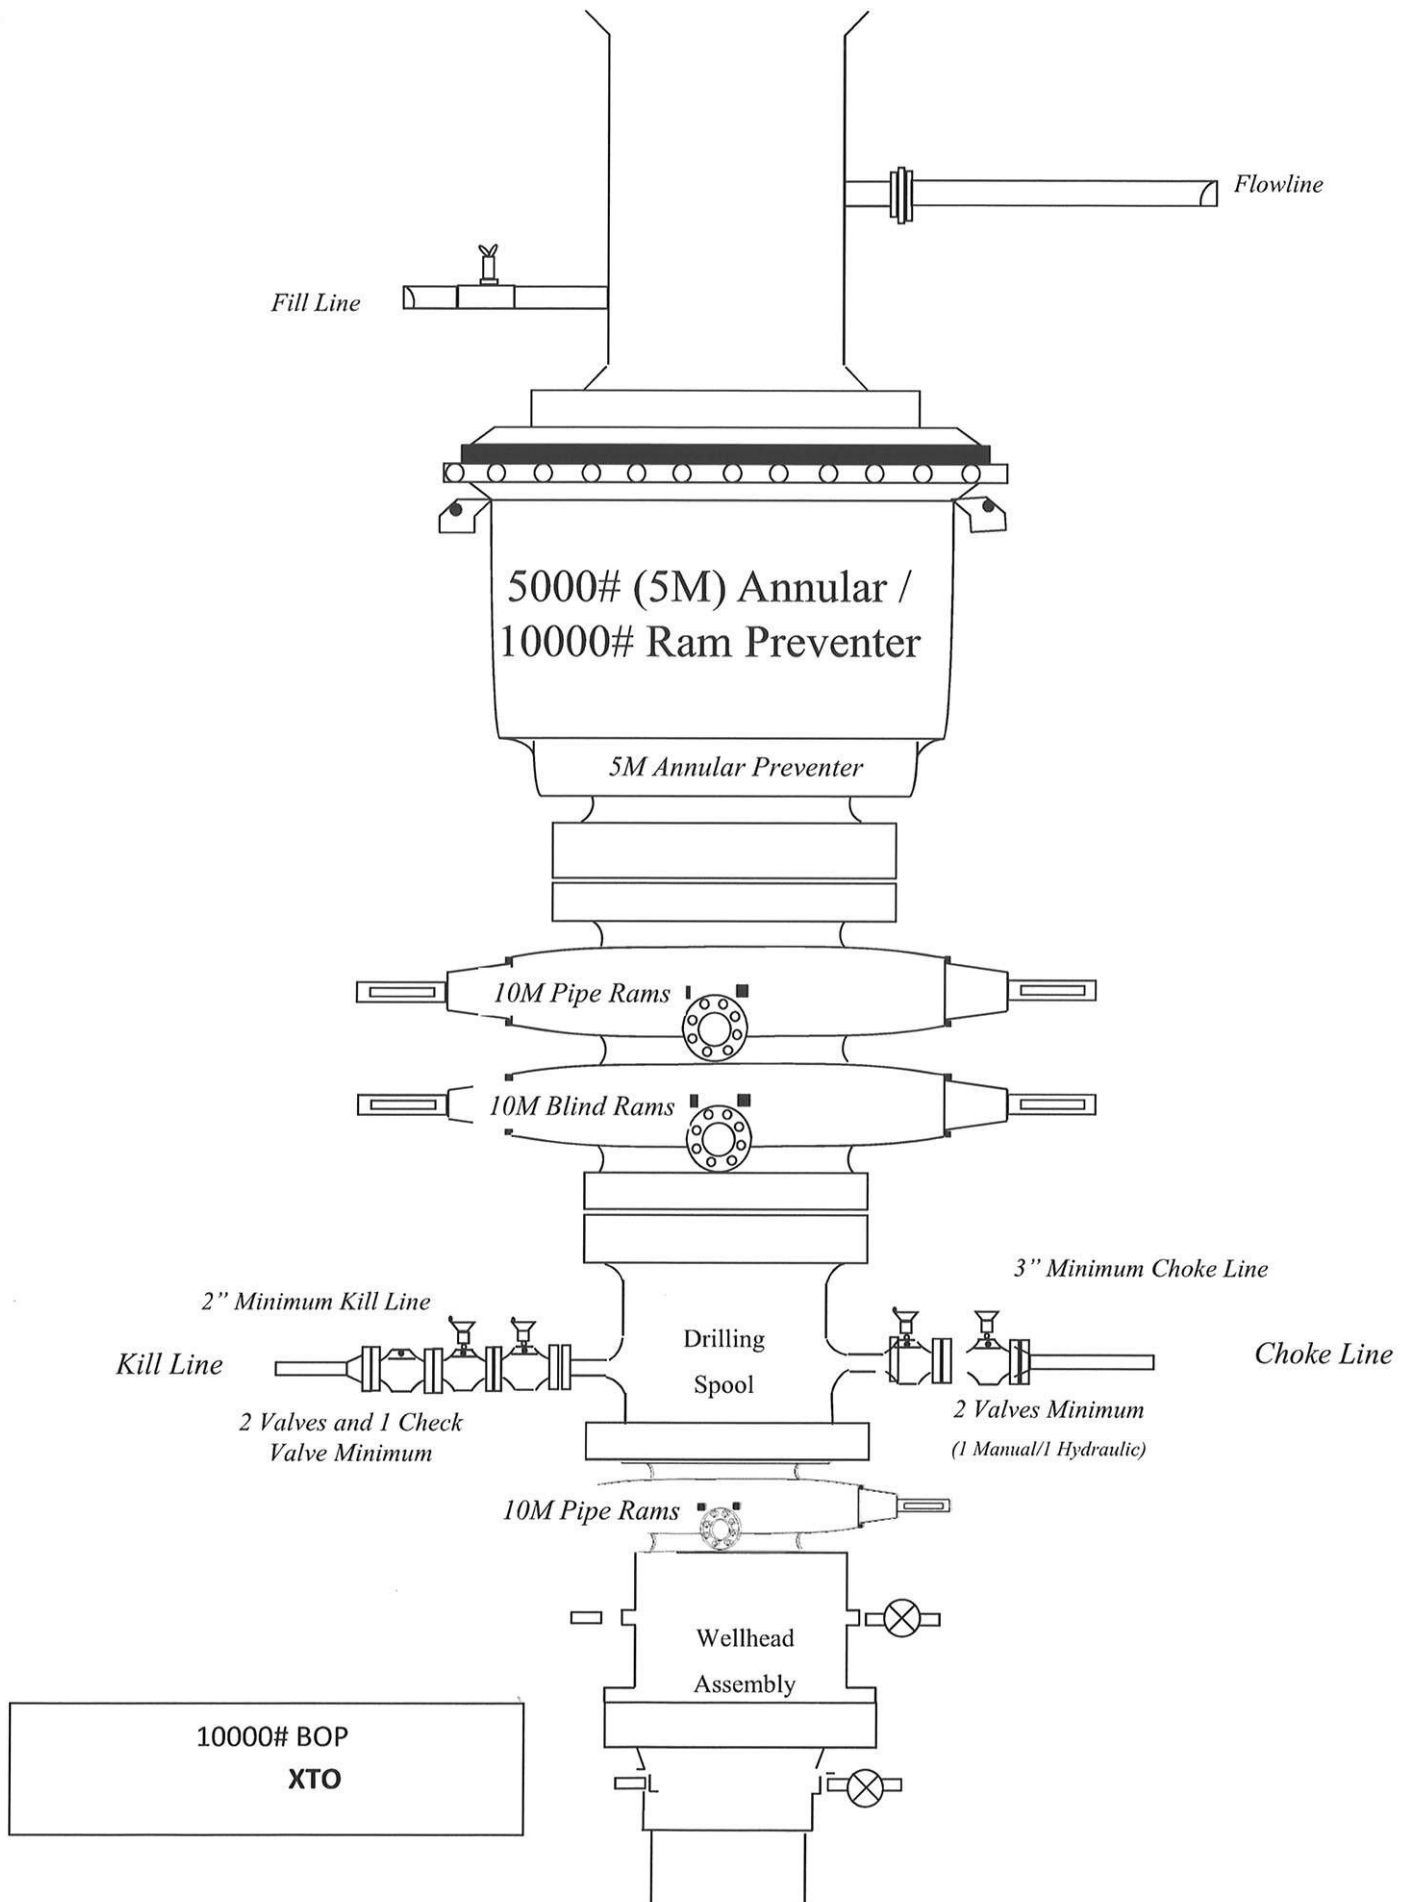 Flowline
Fill Line
5000# (5M) Annular /
10000# Ram Preventer
5M Annular Preventer
10M Pipe Rams
10M Blind Rams
3” Minimum Choke Line
2” Minimum Kill Line
Drilling
Spool
Kill Line
Choke Line
2 Valves and 1 Check
Valve Minimum
2 Valves Minimum
(1 Manual/1 Hydraulic)
10M Pipe Rams
Wellhead
Assembly
10000# BOP
XTO